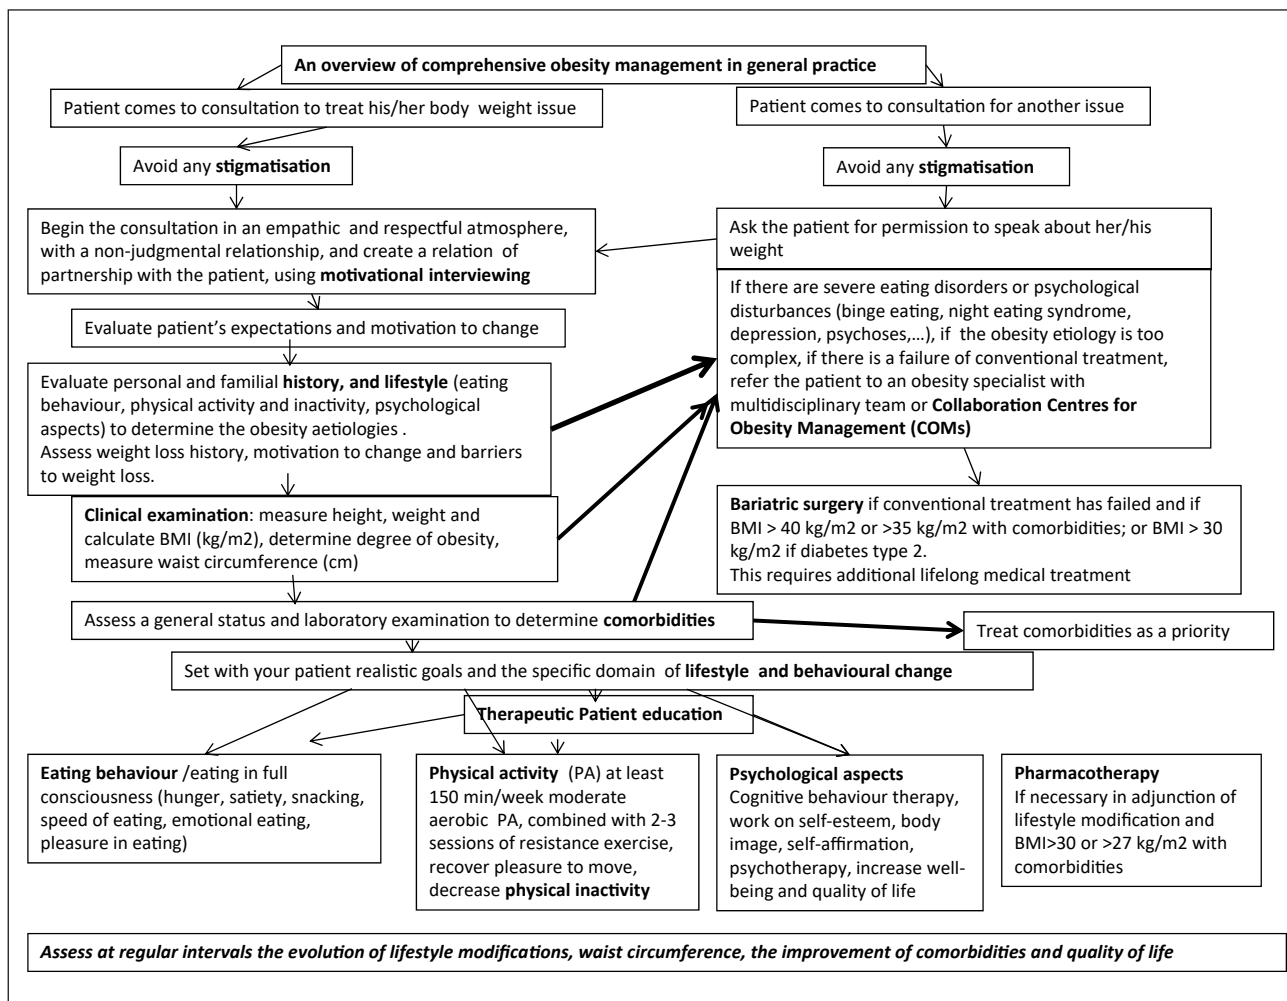 An overview of comprehensive obesity management in general practice
Patient comes to consultation to treat his/her body weight issue
Patient comes to consultation for another issue
Avoid any stigmatisation
Avoid any stigmatisation
Begin the consultation in an empathic and respectful atmosphere,
with a non-judgmental relationship, and create a relation of
partnership with the patient, using motivational interviewing
Ask the patient for permission to speak about her/his
weight
Evaluate patient's expectations and motivation to change
If there are severe eating disorders or psychological
disturbances (binge eating, night eating syndrome,
depression, psychoses,...), if the obesity etiology is too
complex, if there is a failure of conventional treatment,
refer the patient to an obesity specialist with
multidisciplinary team or Collaboration Centres for
Obesity Management (COMs)
Evaluate personal and familial history, and lifestyle (eating
behaviour, physical activity and inactivity, psychological
aspects) to determine the obesity aetiologies .
Assess weight loss history, motivation to change and barriers
to weight loss.
Clinical examination: measure height, weight and
calculate BMI (kg/m2), determine degree of obesity,
measure waist circumference (cm)
Bariatric surgery if conventional treatment has failed and if
BMI > 40 kg/m2 or >35 kg/m2 with comorbidities; or BMI > 30
kg/m2 if diabetes type 2.
This requires additional lifelong medical treatment
Assess a general status and laboratory examination to determine comorbidities
Treat comorbidities as a priority
Set with your patient realistic goals and the specific domain of lifestyle and behavioural change
Therapeutic Patient education
Eating behaviour /eating in full
consciousness (hunger, satiety, snacking,
speed of eating, emotional eating,
pleasure in eating)
Physical activity (PA) at least
150 min/week moderate
aerobic PA, combined with 2-3
sessions of resistance exercise,
recover pleasure to move,
decrease physical inactivity
Psychological aspects
Cognitive behaviour therapy,
work on self-esteem, body
image, self-affirmation,
psychotherapy, increase well-
being and quality of life
Pharmacotherapy
If necessary in adjunction of
lifestyle modification and
BMI>30 or >27 kg/m2 with
comorbidities
Assess at regular intervals the evolution of lifestyle modifications, waist circumference, the improvement of comorbidities and quality of life